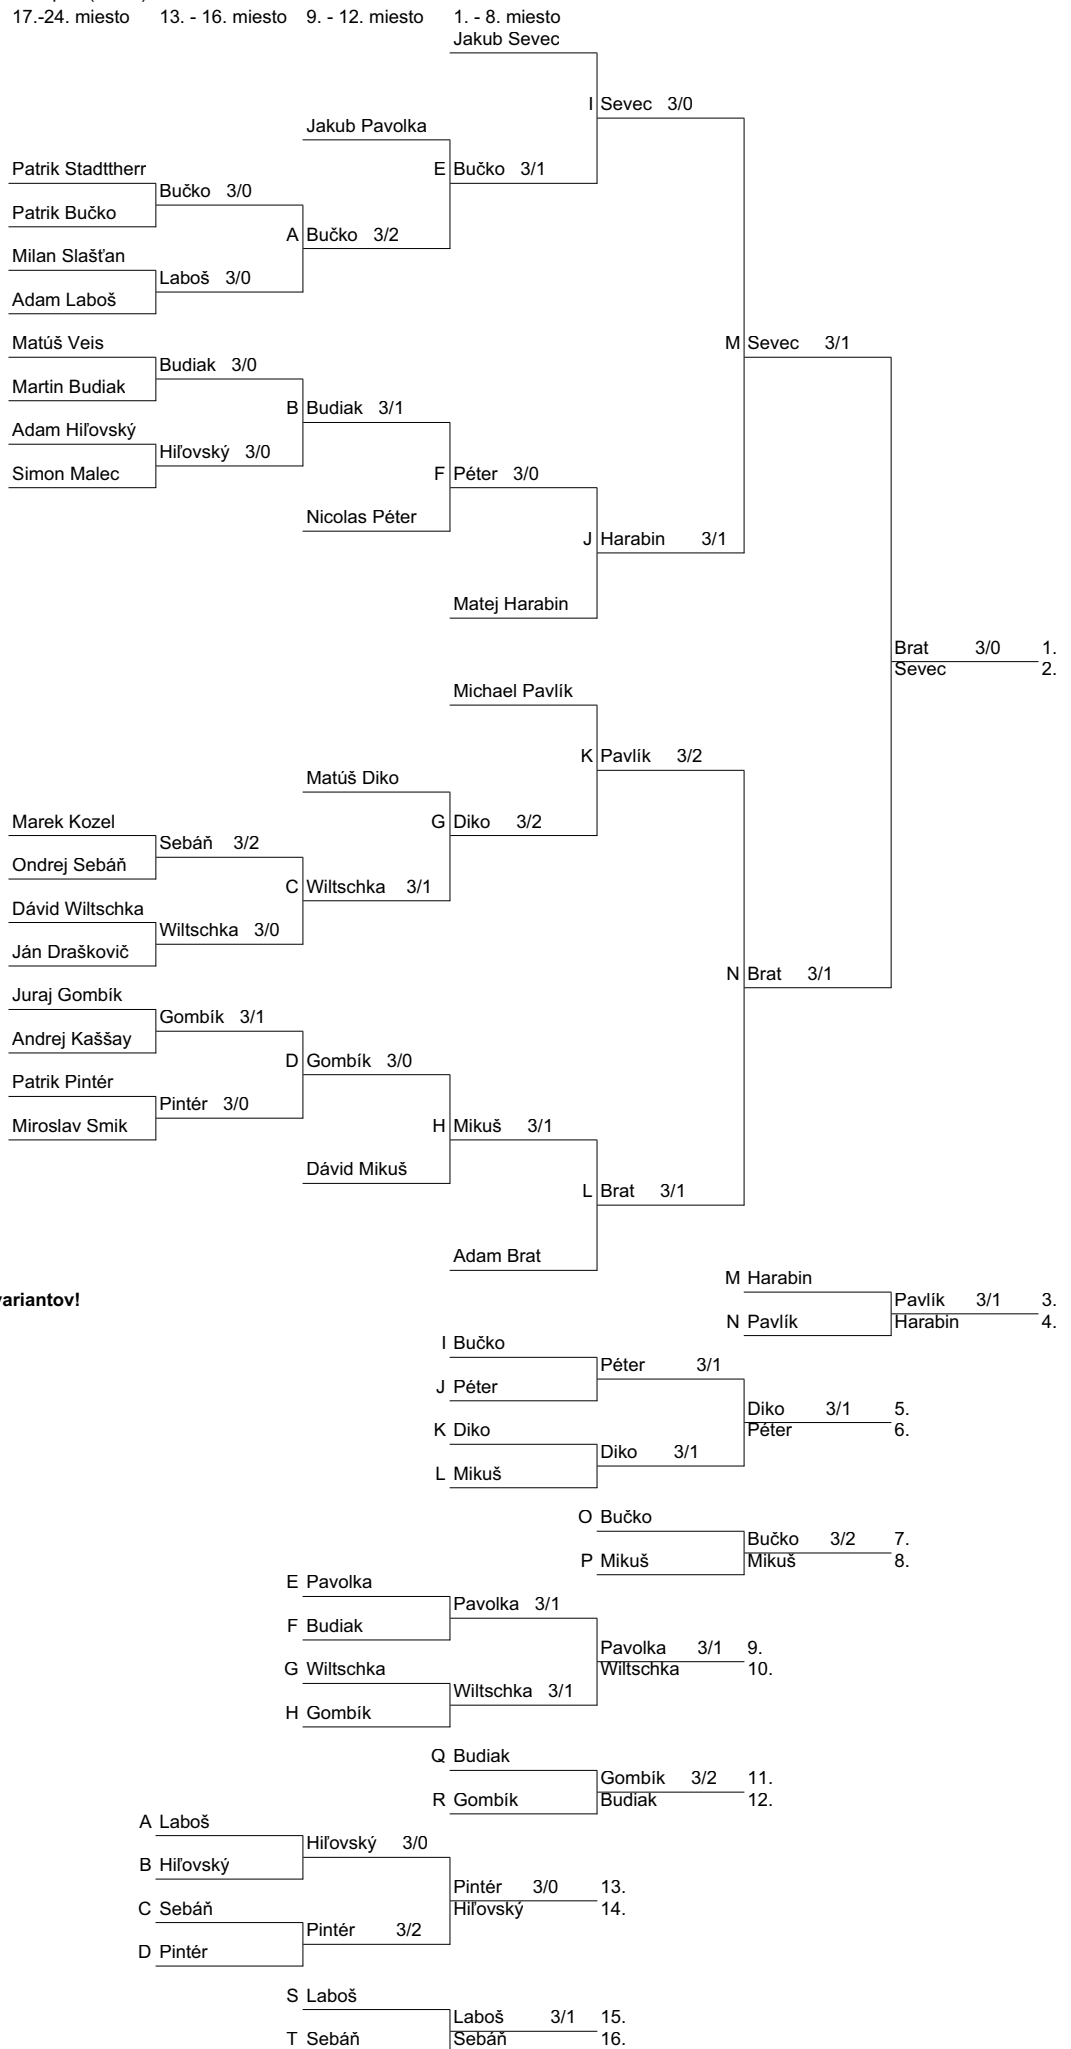 17.-24. miesto 13. - 16. miesto 9. - 12. miesto 1. - 8. miesto
Jakub Sevec
I Sevec 3/0
Jakub Pavolka
Patrik Stadttherr E Bučko 3/1
Bučko 3/0
Patrik Bučko
A Bučko 3/2
Milan Slašťan
Laboš 3/0
Adam Laboš
Matúš Veis M Sevec 3/1
Budiak 3/0
Martin Budiak
B Budiak 3/1
Adam Hiľovský
Hiľovský 3/0
Simon Malec F Péter 3/0
Nicolas Péter
J Harabin 3/1
Matej Harabin
Brat 3/0 1.
Sevec 2.
Michael Pavlík
K Pavlík 3/2
Matúš Diko
Marek Kozel G Diko 3/2
Sebáň 3/2
Ondrej Sebáň
C Wiltschka 3/1
Dávid Wiltschka
Wiltschka 3/0
Ján Draškovič
N Brat 3/1
Juraj Gombík
Gombík 3/1
Andrej Kaššay
D Gombík 3/0
Patrik Pintér
Pintér 3/0
Miroslav Smik H Mikuš 3/1
Dávid Mikuš
L Brat 3/1
Adam Brat
M Harabin
variantov! Pavlík 3/1 3.
N Pavlík Harabin 4.
I Bučko
Péter 3/1
J Péter
Diko 3/1 5.
K Diko Péter 6.
Diko 3/1
L Mikuš
O Bučko
Bučko 3/2 7.
P Mikuš Mikuš 8.
E Pavolka
Pavolka 3/1
F Budiak
Pavolka 3/1 9.
G Wiltschka Wiltschka 10.
Wiltschka 3/1
H Gombík
Q Budiak
Gombík 3/2 11.
R Gombík Budiak 12.
A Laboš
Hiľovský 3/0
B Hiľovský
Pintér 3/0 13.
C Sebáň Hiľovský 14.
Pintér 3/2
D Pintér
S Laboš
Laboš 3/1 15.
T Sebáň Sebáň 16.